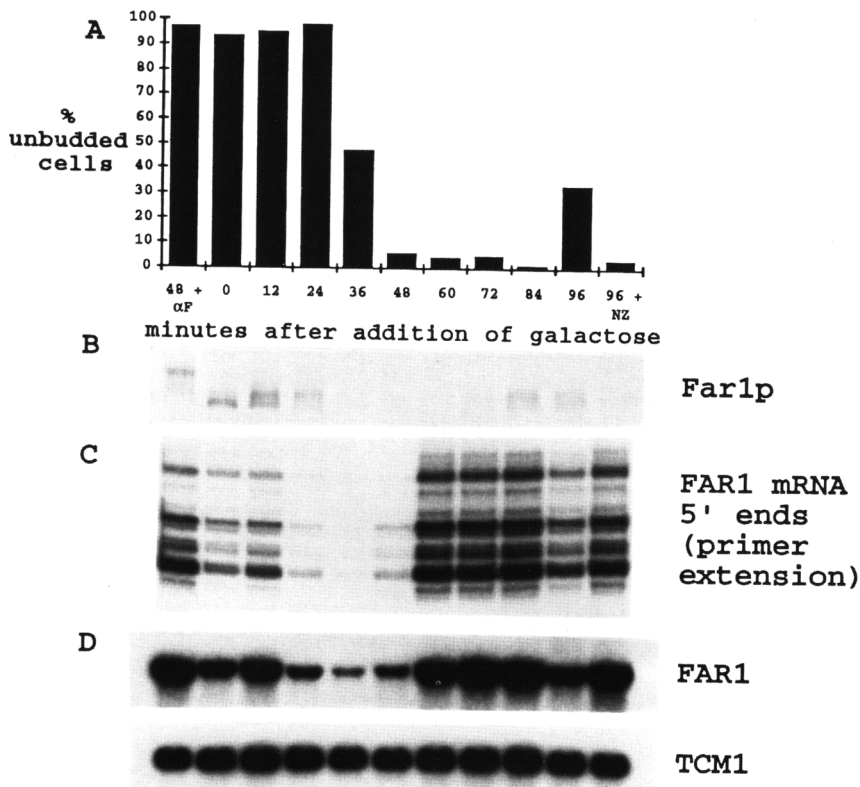 A
100
90
80
70
60
50
40
30
20
10
0
%
unbudded
cells
48 + 0 12 24 36 48 60 72 84 96 96 +
αF NZ
minutes after addition of galactose
B
Far1p
C
FAR1 mRNA
5' ends
(primer
extension)
D
FAR1
TCM1